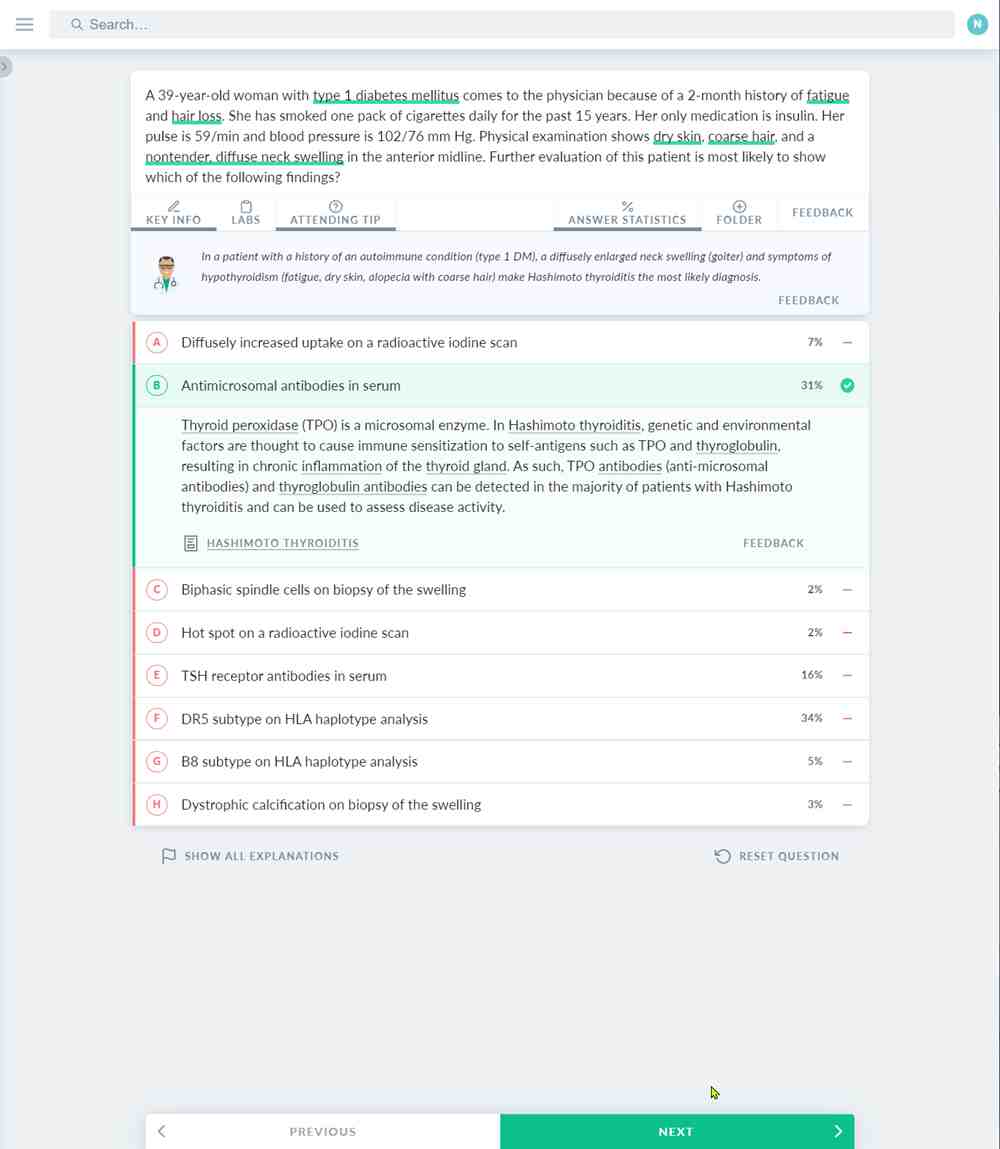 Search...
N
A 39-year-old woman with type 1 diabetes mellitus comes to the physician because of a 2-month history of fatigue
and hair loss. She has smoked one pack of cigarettes daily for the past 15 years. Her only medication is insulin. Her
pulse is 59/min and blood pressure is 102/76 mm Hg. Physical examination shows dry skin, coarse hair, and a
nontender, diffuse neck swelling in the anterior midline. Further evaluation of this patient is most likely to show
which of the following findings?
KEY INFO LABS ATTENDING TIP ANSWER STATISTICS FOLDER FEEDBACK
In a patient with a history of an autoimmune condition (type 1 DM), a diffusely enlarged neck swelling (goiter) and symptoms of
hypothyroidism (fatigue, dry skin, alopecia with coarse hair) make Hashimoto thyroiditis the most likely diagnosis.
FEEDBACK
A Diffusely increased uptake on a radioactive iodine scan 7%
B Antimicrosomal antibodies in serum 31%
Thyroid peroxidase (TPO) is a microsomal enzyme. In Hashimoto thyroiditis, genetic and environmental
factors are thought to cause immune sensitization to self-antigens such as TPO and thyroglobulin,
resulting in chronic inflammation of the thyroid gland. As such, TPO antibodies (anti-microsomal
antibodies) and thyroglobulin antibodies can be detected in the majority of patients with Hashimoto
thyroiditis and can be used to assess disease activity.
HASHIMOTO THYROIDITIS FEEDBACK
C Biphasic spindle cells on biopsy of the swelling 2%
D Hot spot on a radioactive iodine scan 2%
E TSH receptor antibodies in serum 16%
F DR5 subtype on HLA haplotype analysis 34%
G B8 subtype on HLA haplotype analysis 5%
H Dystrophic calcification on biopsy of the swelling 3%
SHOW ALL EXPLANATIONS RESET QUESTION
PREVIOUS NEXT